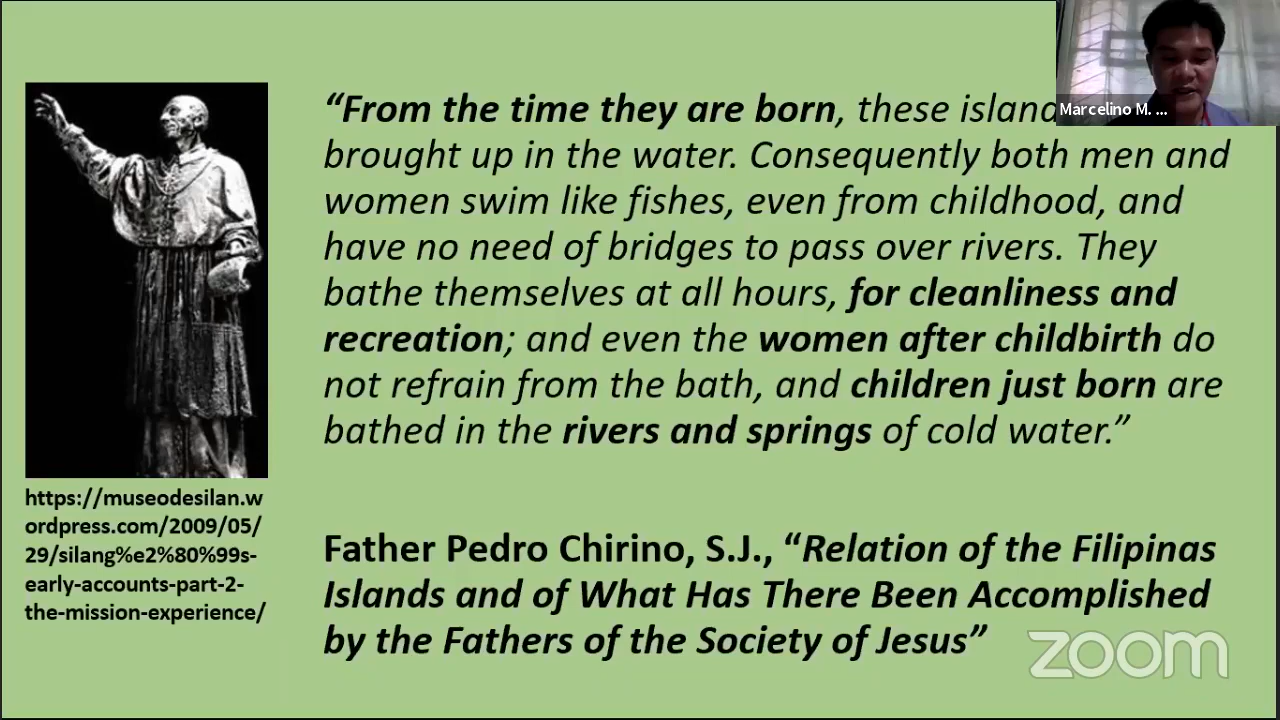 “From the time they are born, these island
brought up in the water. Consequently both men and
women swim like fishes, even from childhood, and
have no need of bridges to pass over rivers. They
bathe themselves at all hours, for cleanliness and
recreation; and even the women after childbirth do
not refrain from the bath, and children just born are
bathed in the rivers and springs of cold water.”
Father Pedro Chirino, S.J., “Relation of the Filipinas
Islands and of What Has There Been Accomplished
by the Fathers of the Society of Jesus”
https://museodesilan.w
ordpress.com/2009/05/
29/silang%e2%80%99s-
early-accounts-part-2-
the-mission-experience/
Marcelino M. ...
zoom